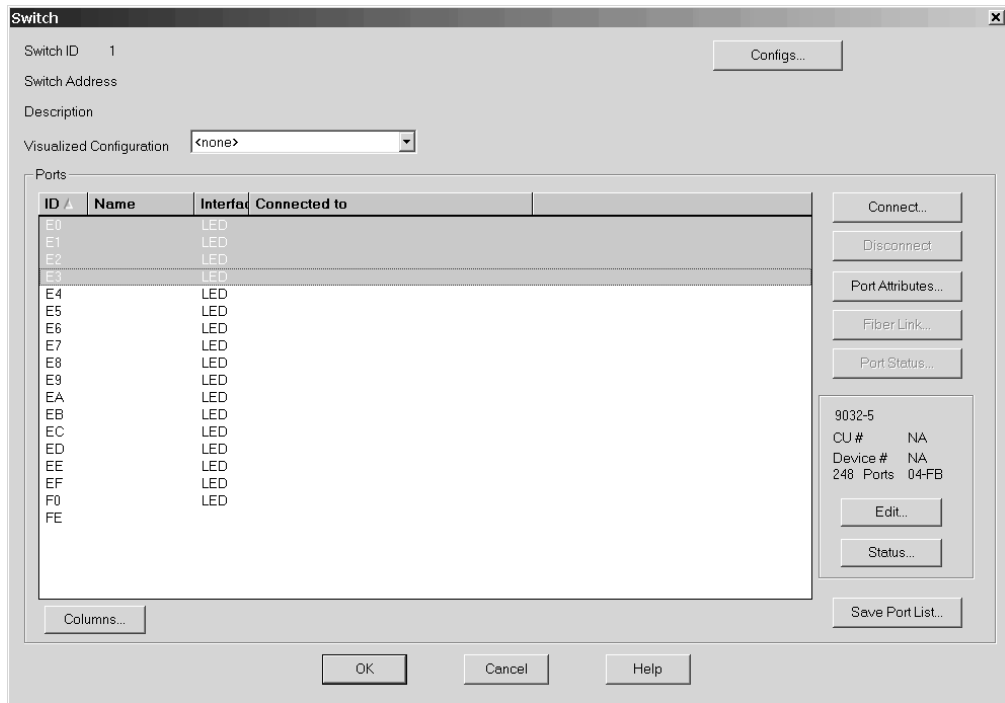 Switch
Switch ID 1
Configs...
Switch Address
Description
Visualized Configuration <none>
Ports
ID Name Interfac Connected to
E0 LED
E1 LED
E2 LED
E3 LED
E4 LED
E5 LED
E6 LED
E7 LED
E8 LED
E9 LED
EA LED
EB LED
EC LED
ED LED
EE LED
EF LED
F0 LED
FE
Connect...
Disconnect
Port Attributes...
Fiber Link...
Port Status...
9032-5
CU # NA
Device # NA
248 Ports 04-FB
Edit...
Status...
Columns...
Save Port List...
OK Cancel Help